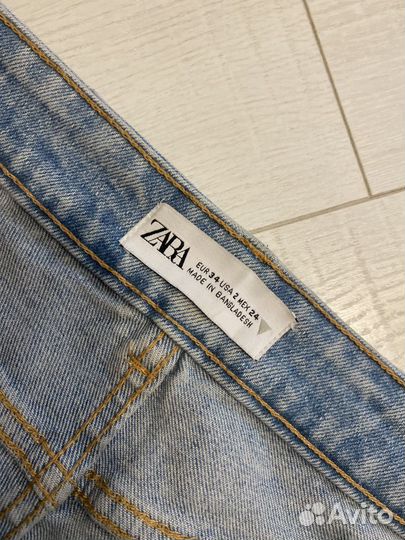 ZARA
EUR 34 USA 2 MEX 24
MADE IN BANGLADESH
Avito